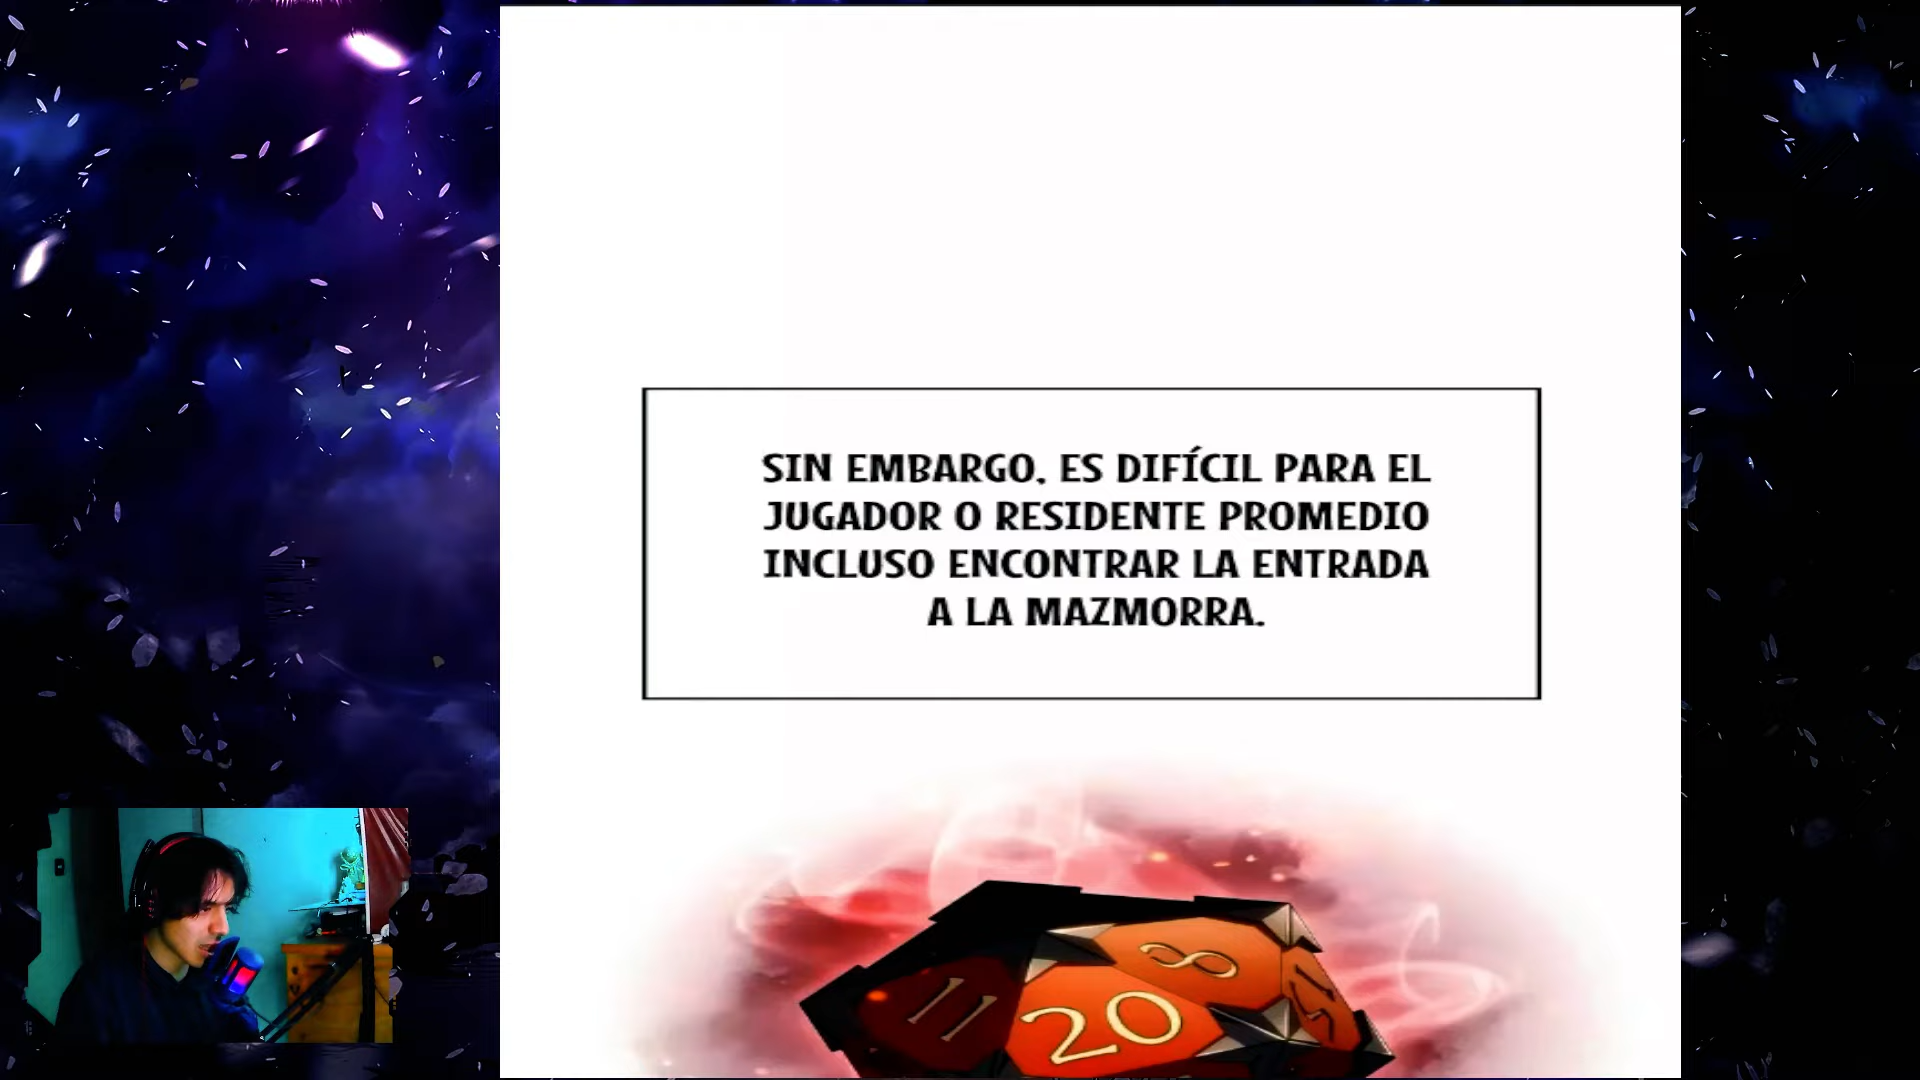 SIN EMBARGO, ES DIFÍCIL PARA EL
JUGADOR O RESIDENTE PROMEDIO
INCLUSO ENCONTRAR LA ENTRADA
A LA MAZMORRA.
8
11
20